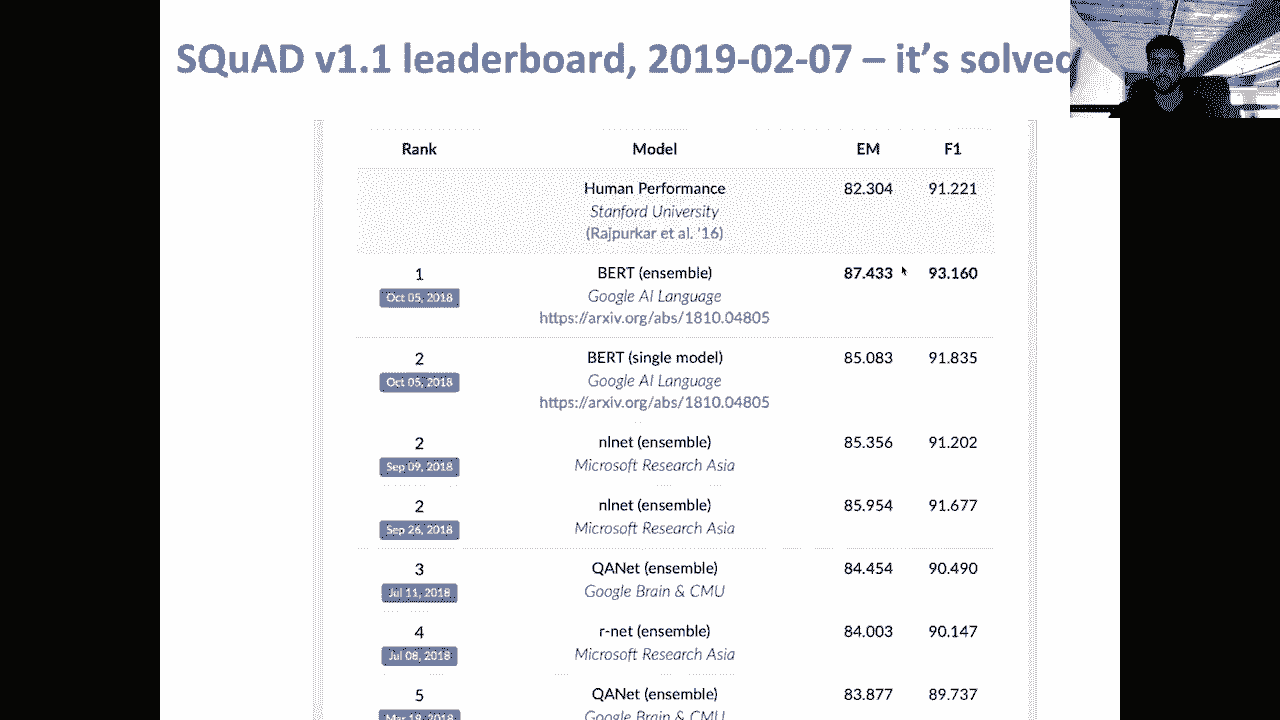 SQuAD v1.1 leaderboard, 2019-02-07 – it's solved
Rank Model EM F1
Human Performance 82.304 91.221
Stanford University
(Rajpurkar et al. '16)
1 BERT (ensemble) 87.433 93.160
Oct 05, 2018 Google AI Language
https://arxiv.org/abs/1810.04805
2 BERT (single model) 85.083 91.835
Oct 05, 2018 Google AI Language
https://arxiv.org/abs/1810.04805
2 nlnet (ensemble) 85.356 91.202
Sep 09, 2018 Microsoft Research Asia
2 nlnet (ensemble) 85.954 91.677
Sep 26, 2018 Microsoft Research Asia
3 QANet (ensemble) 84.454 90.490
Jul 11, 2018 Google Brain & CMU
4 r-net (ensemble) 84.003 90.147
Jul 08, 2018 Microsoft Research Asia
5 QANet (ensemble) 83.877 89.737
Mar 19, 2018 Google Brain & CMU